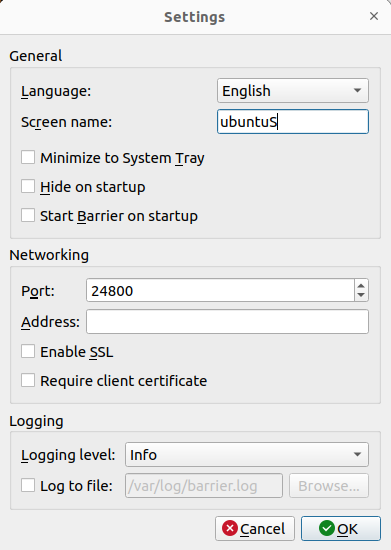 Settings
General
Language: English
Screen name: ubuntuS
Minimize to System Tray
Hide on startup
Start Barrier on startup
Networking
Port: 24800
Address:
Enable SSL
Require client certificate
Logging
Logging level: Info
Log to file: /var/log/barrier.log Browse...
Cancel OK